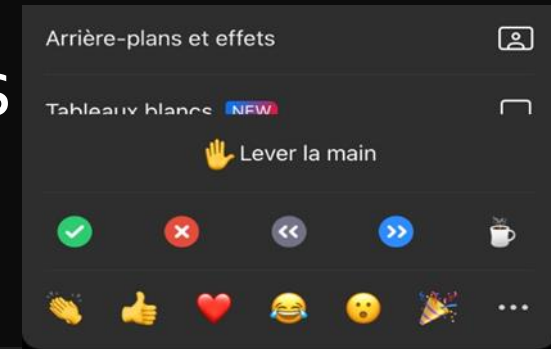 Arrière-plans et effets
S
Tableaux blancs NEW
Lever la main